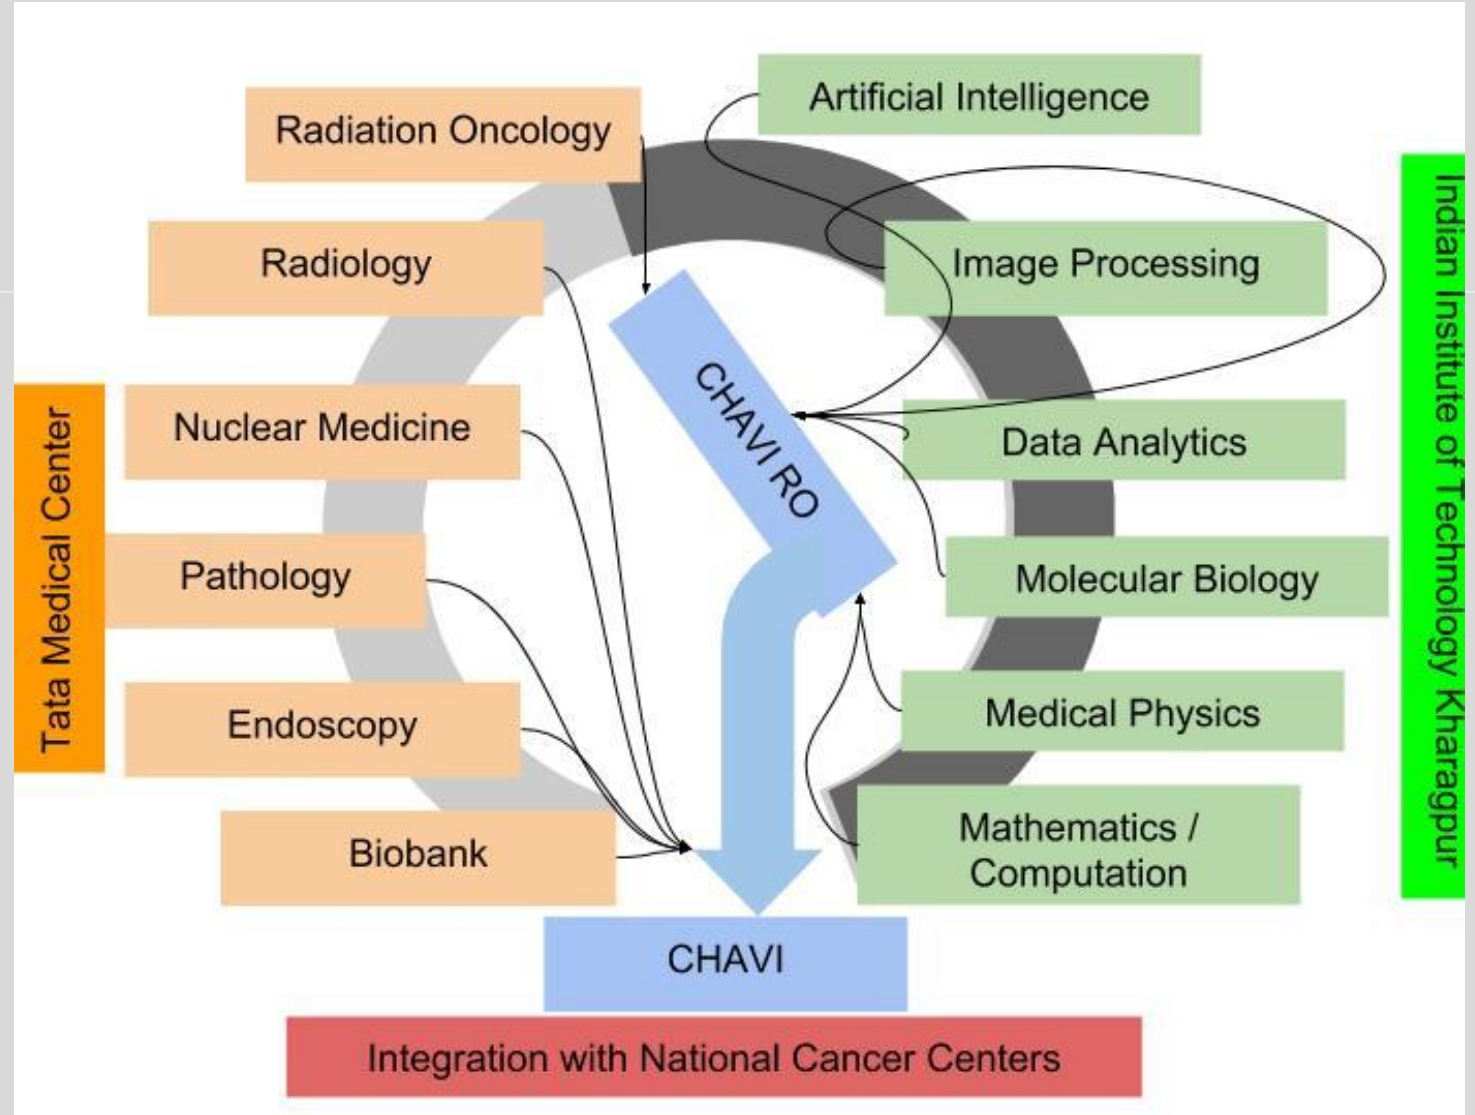 Artificial Intelligence
Radiation Oncology
Radiology
Image Processing
Nuclear Medicine
CHAVI RO
Data Analytics
Tata Medical Center
Indian Institute of Technology Kharagpur
Pathology
Molecular Biology
Endoscopy
Medical Physics
Biobank
Mathematics /
Computation
CHAVI
Integration with National Cancer Centers